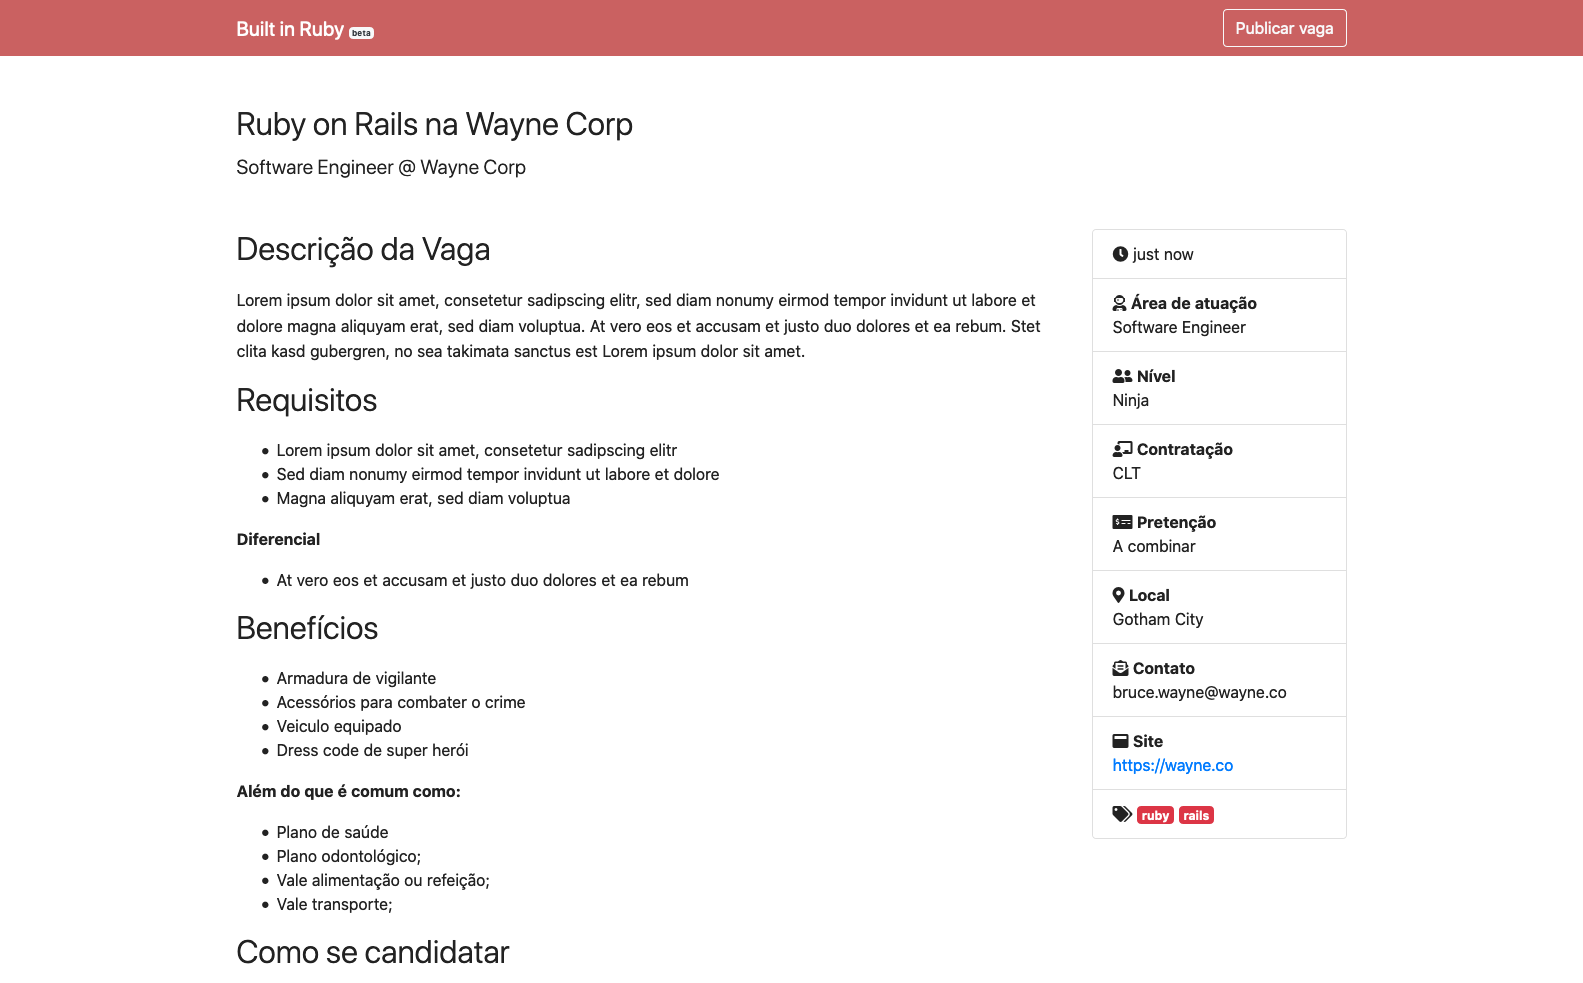 Built in Ruby beta
Publicar vaga
Ruby on Rails na Wayne Corp
Software Engineer @ Wayne Corp
Descrição da Vaga
Lorem ipsum dolor sit amet, consetetur sadipscing elitr, sed diam nonumy eirmod tempor invidunt ut labore et
dolore magna aliquyam erat, sed diam voluptua. At vero eos et accusam et justo duo dolores et ea rebum. Stet
clita kasd gubergren, no sea takimata sanctus est Lorem ipsum dolor sit amet.
Requisitos
• Lorem ipsum dolor sit amet, consetetur sadipscing elitr
• Sed diam nonumy eirmod tempor invidunt ut labore et dolore
• Magna aliquyam erat, sed diam voluptua
Diferencial
• At vero eos et accusam et justo duo dolores et ea rebum
Benefícios
• Armadura de vigilante
• Acessórios para combater o crime
• Veiculo equipado
• Dress code de super herói
Além do que é comum como:
• Plano de saúde
• Plano odontológico;
• Vale alimentação ou refeição;
• Vale transporte;
Como se candidatar
just now
Área de atuação
Software Engineer
Nível
Ninja
Contratação
CLT
Pretenção
A combinar
Local
Gotham City
Contato
bruce.wayne@wayne.co
Site
https://wayne.co
ruby rails